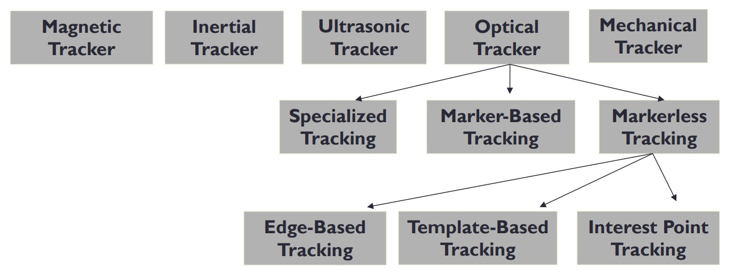 Magnetic
Tracker
Inertial
Tracker
Ultrasonic
Tracker
Optical
Tracker
Mechanical
Tracker
Specialized
Tracking
Marker-Based
Tracking
Markerless
Tracking
Edge-Based
Tracking
Template-Based
Tracking
Interest Point
Tracking